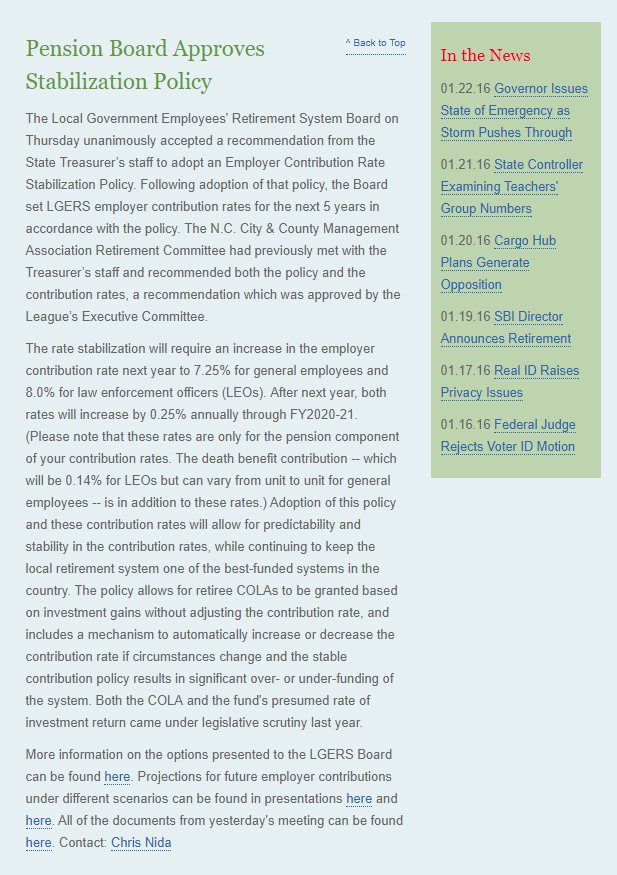 Pension Board Approves
Stabilization Policy
^ Back to Top
The Local Government Employees' Retirement System Board on
Thursday unanimously accepted a recommendation from the
State Treasurer’s staff to adopt an Employer Contribution Rate
Stabilization Policy. Following adoption of that policy, the Board
set LGERS employer contribution rates for the next 5 years in
accordance with the policy. The N.C. City & County Management
Association Retirement Committee had previously met with the
Treasurer’s staff and recommended both the policy and the
contribution rates, a recommendation which was approved by the
League’s Executive Committee.
The rate stabilization will require an increase in the employer
contribution rate next year to 7.25% for general employees and
8.0% for law enforcement officers (LEOs). After next year, both
rates will increase by 0.25% annually through FY2020-21.
(Please note that these rates are only for the pension component
of your contribution rates. The death benefit contribution -- which
will be 0.14% for LEOs but can vary from unit to unit for general
employees -- is in addition to these rates.) Adoption of this policy
and these contribution rates will allow for predictability and
stability in the contribution rates, while continuing to keep the
local retirement system one of the best-funded systems in the
country. The policy allows for retiree COLAs to be granted based
on investment gains without adjusting the contribution rate, and
includes a mechanism to automatically increase or decrease the
contribution rate if circumstances change and the stable
contribution policy results in significant over- or under-funding of
the system. Both the COLA and the fund's presumed rate of
investment return came under legislative scrutiny last year.
More information on the options presented to the LGERS Board
can be found here. Projections for future employer contributions
under different scenarios can be found in presentations here and
here. All of the documents from yesterday's meeting can be found
here. Contact: Chris Nida
In the News
01.22.16 Governor Issues
State of Emergency as
Storm Pushes Through
01.21.16 State Controller
Examining Teachers'
Group Numbers
01.20.16 Cargo Hub
Plans Generate
Opposition
01.19.16 SBI Director
Announces Retirement
01.17.16 Real ID Raises
Privacy Issues
01.16.16 Federal Judge
Rejects Voter ID Motion